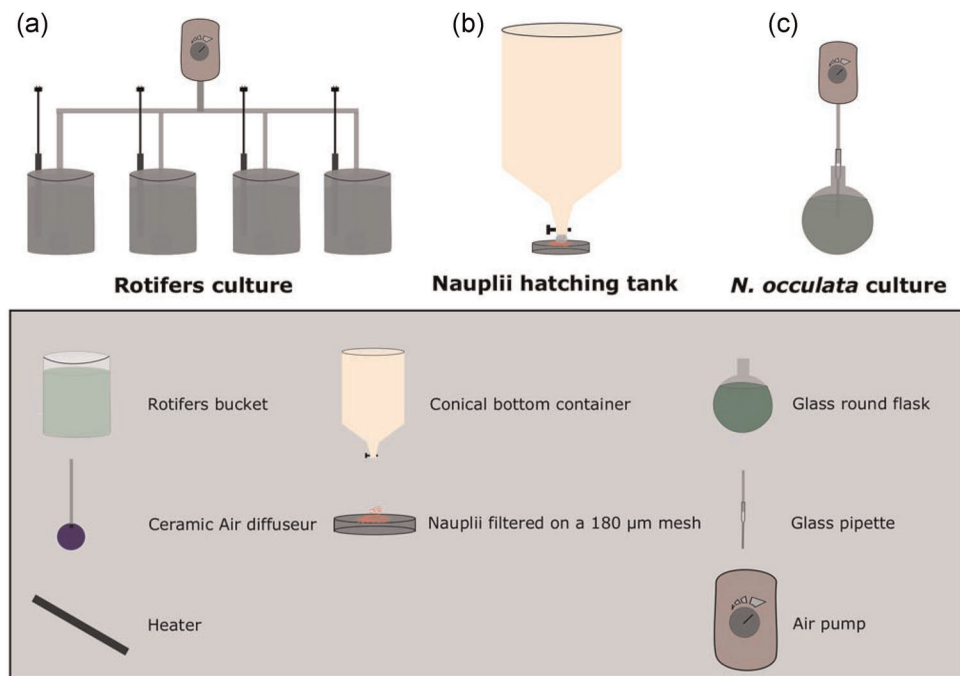 (a)
(b)
(c)
Rotifers culture
Nauplii hatching tank
N. occulata culture
Rotifers bucket
Conical bottom container
Glass round flask
Ceramic Air diffuseur
Nauplii filtered on a 180 µm mesh
Glass pipette
Heater
Air pump